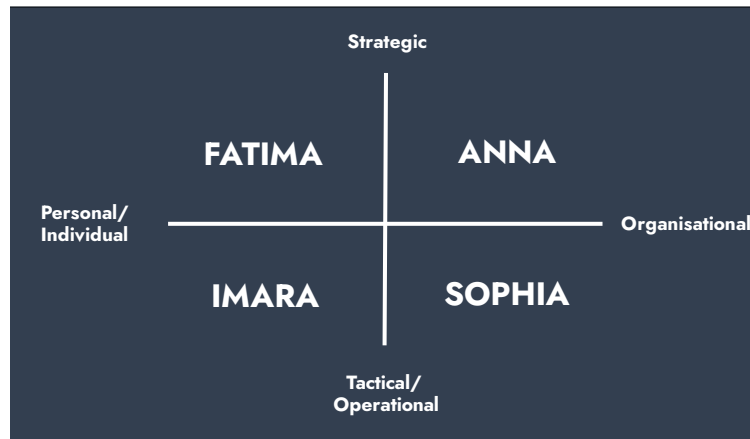 Strategic
FATIMA
ANNA
Personal/
Individual
Organisational
IMARA
SOPHIA
Tactical/
Operational